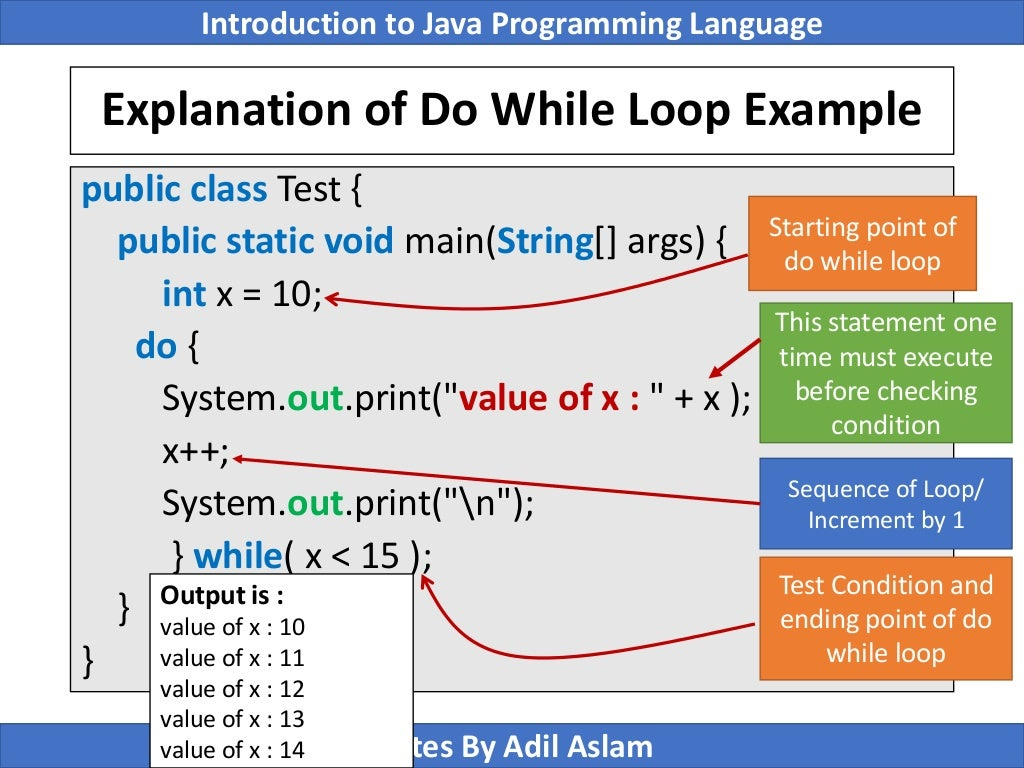 Introduction to Java Programming Language
Explanation of Do While Loop Example
public class Test {
public static void main(String[] args) {
int x = 10;
do {
System.out.print("value of x : " + x );
x++;
System.out.print("\n");
} while( x < 15 );
}
}
Starting point of
do while loop
This statement one
time must execute
before checking
condition
Sequence of Loop/
Increment by 1
Test Condition and
ending point of do
while loop
Output is :
value of x : 10
value of x : 11
value of x : 12
value of x : 13
value of x : 14
tes By Adil Aslam